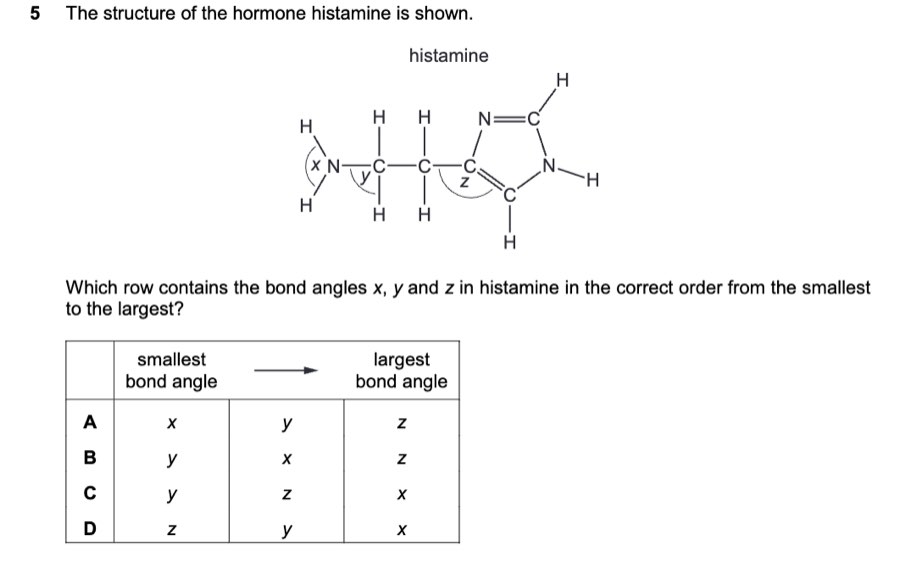 5 The structure of the hormone histamine is shown.
histamine
H
H H H N C
x N C C C N H
y z C
H H H
H
Which row contains the bond angles x, y and z in histamine in the correct order from the smallest
to the largest?
smallest largest
bond angle bond angle
A x y z
B y x z
C y z x
D z y x